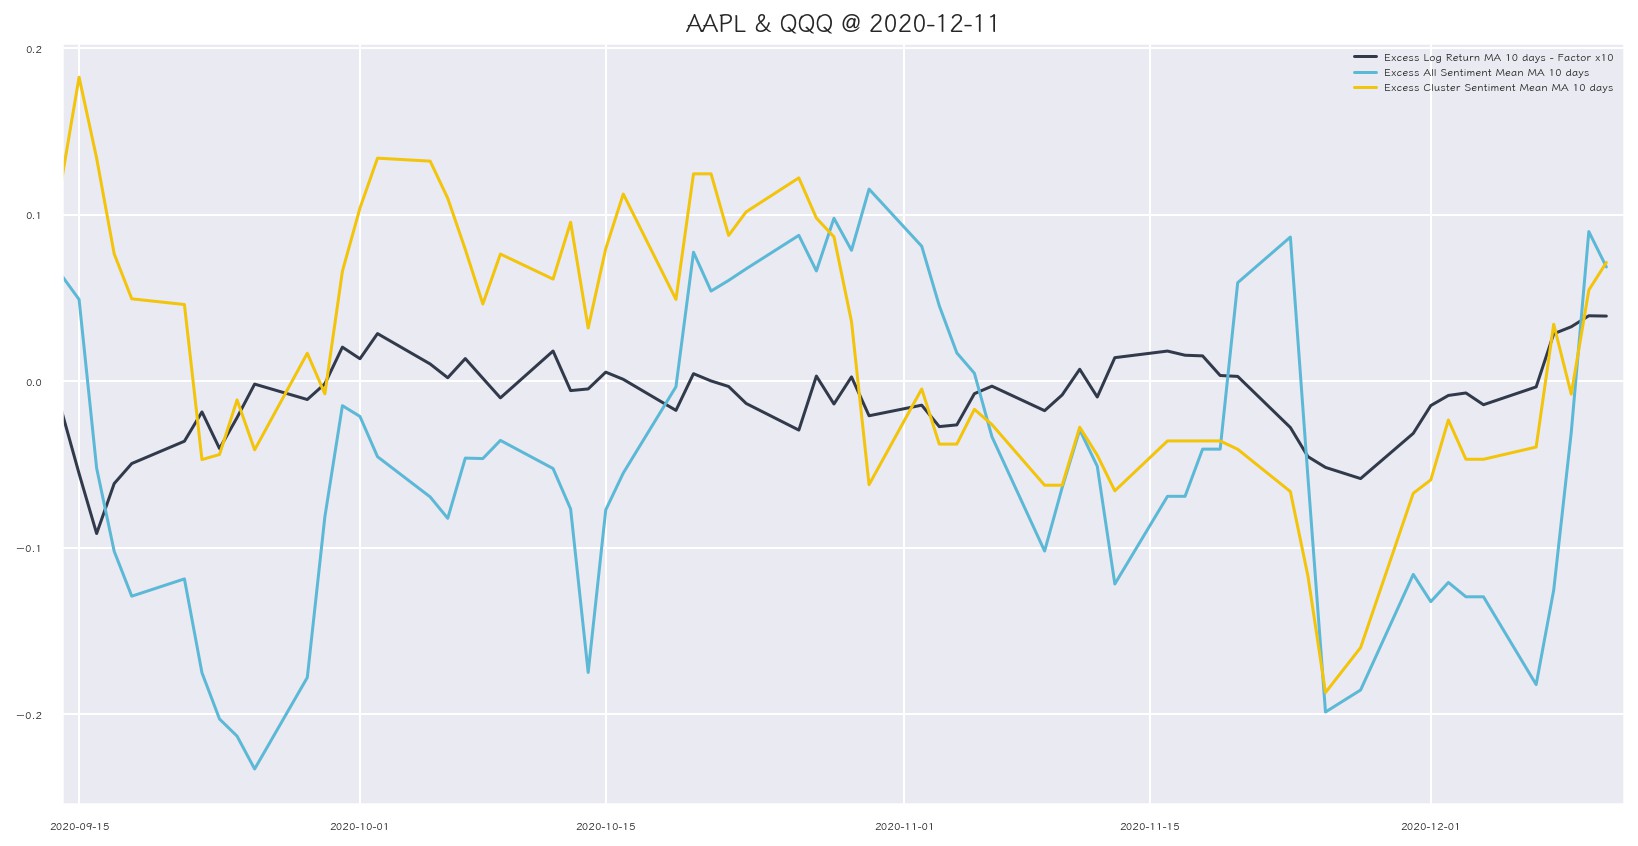 AAPL & QQQ @ 2020-12-11
Excess Log Return MA 10 days - Factor x10
Excess All Sentiment Mean MA 10 days
Excess Cluster Sentiment Mean MA 10 days
0.2
0.1
0.0
−0.1
−0.2
2020-09-15
2020-10-01
2020-10-15
2020-11-01
2020-11-15
2020-12-01